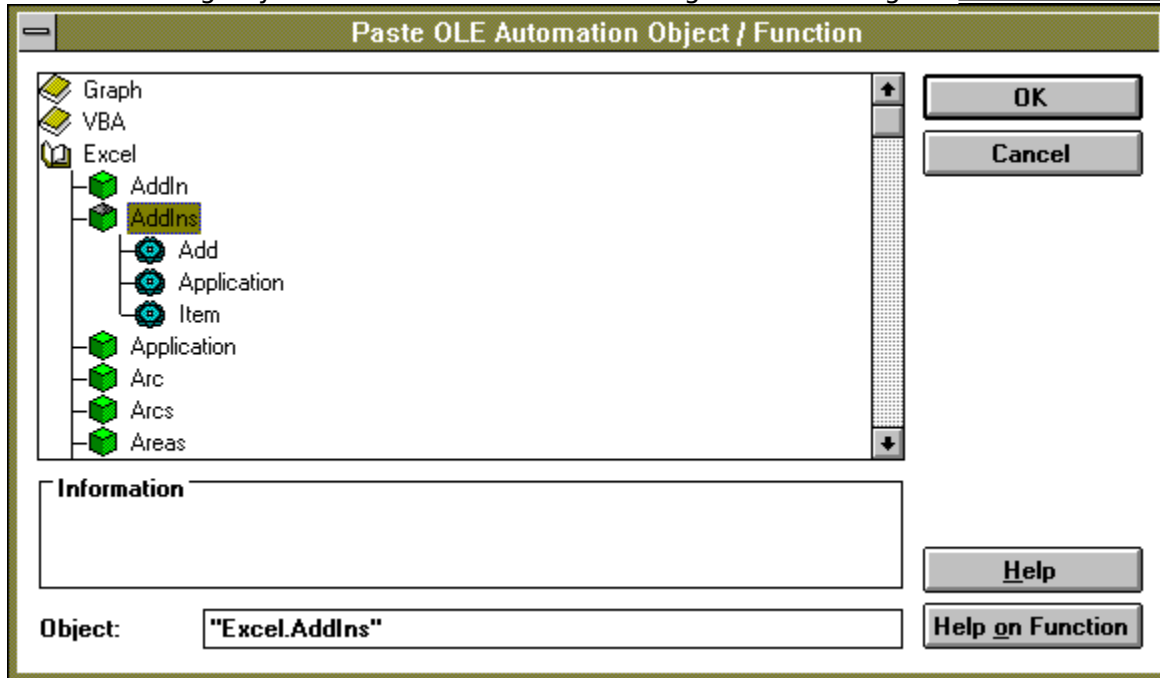 Paste OLE Automation Object / Function
Graph
VBA
Excel
AddIn
AddIns
Add
Application
Item
Application
Arc
Arcs
Areas
OK
Cancel
Information
Help
Object: "Excel.AddIns"
Help on Function